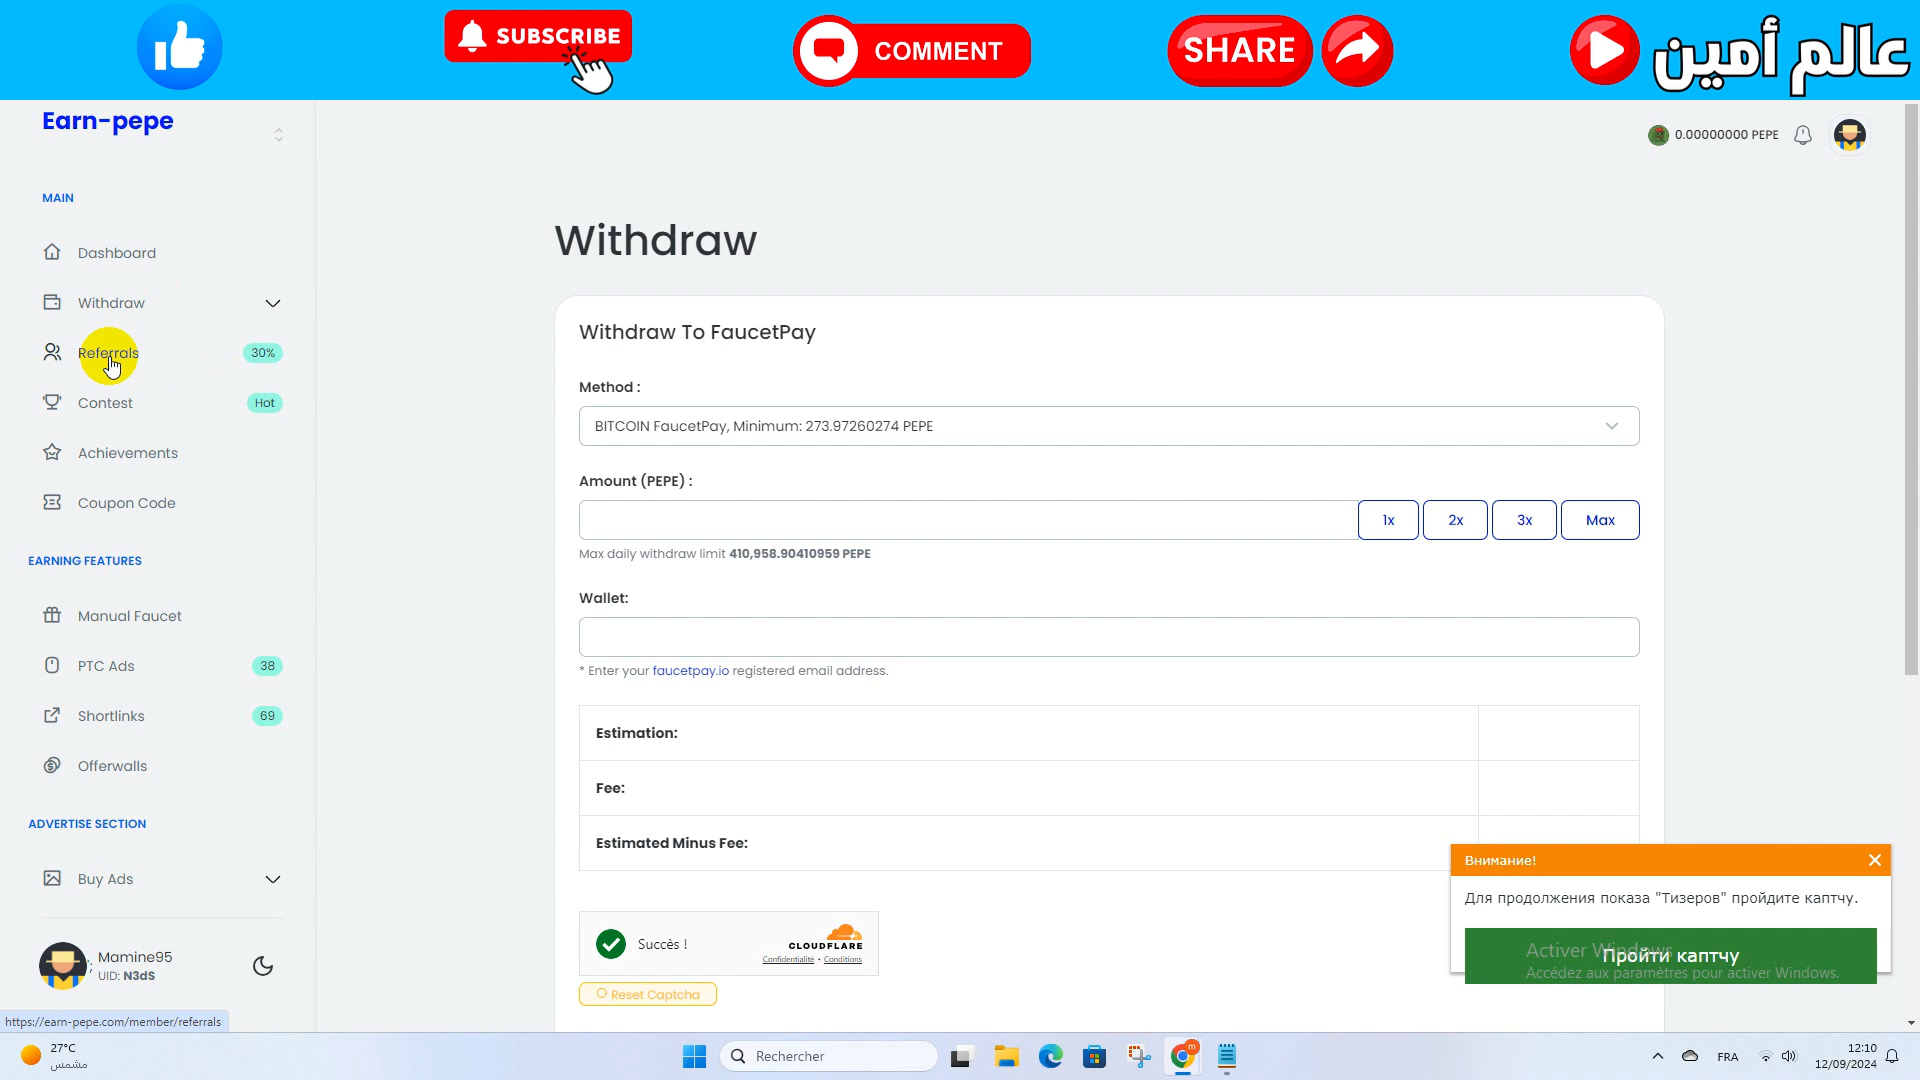 SUBSCRIBE
COMMENT
SHARE
عالم أمين
Earn-pepe
0.00000000 PEPE
MAIN
Dashboard
Withdraw
Referrals
30%
Contest
Hot
Achievements
Coupon Code
EARNING FEATURES
Manual Faucet
PTC Ads
38
Shortlinks
69
Offerwalls
ADVERTISE SECTION
Buy Ads
Mamine95
UID: N3dS
https://earn-pepe.com/member/referrals
Withdraw
Withdraw To FaucetPay
Method :
BITCOIN FaucetPay, Minimum: 273.97260274 PEPE
Amount (PEPE) :
1x
2x
3x
Max
Max daily withdraw limit 410,958.90410959 PEPE
Wallet:
* Enter your faucetpay.io registered email address.
Estimation:
Fee:
Estimated Minus Fee:
Succès !
CLOUDFLARE
Confidentialité • Conditions
Reset Captcha
Внимание!
Для продолжения показа "Тизеров" пройдите каптчу.
Пройти каптчу
Activer Windows
Accédez aux paramètres pour activer Windows.
27°C
مشمس
Rechercher
m
FRA
12:10
12/09/2024